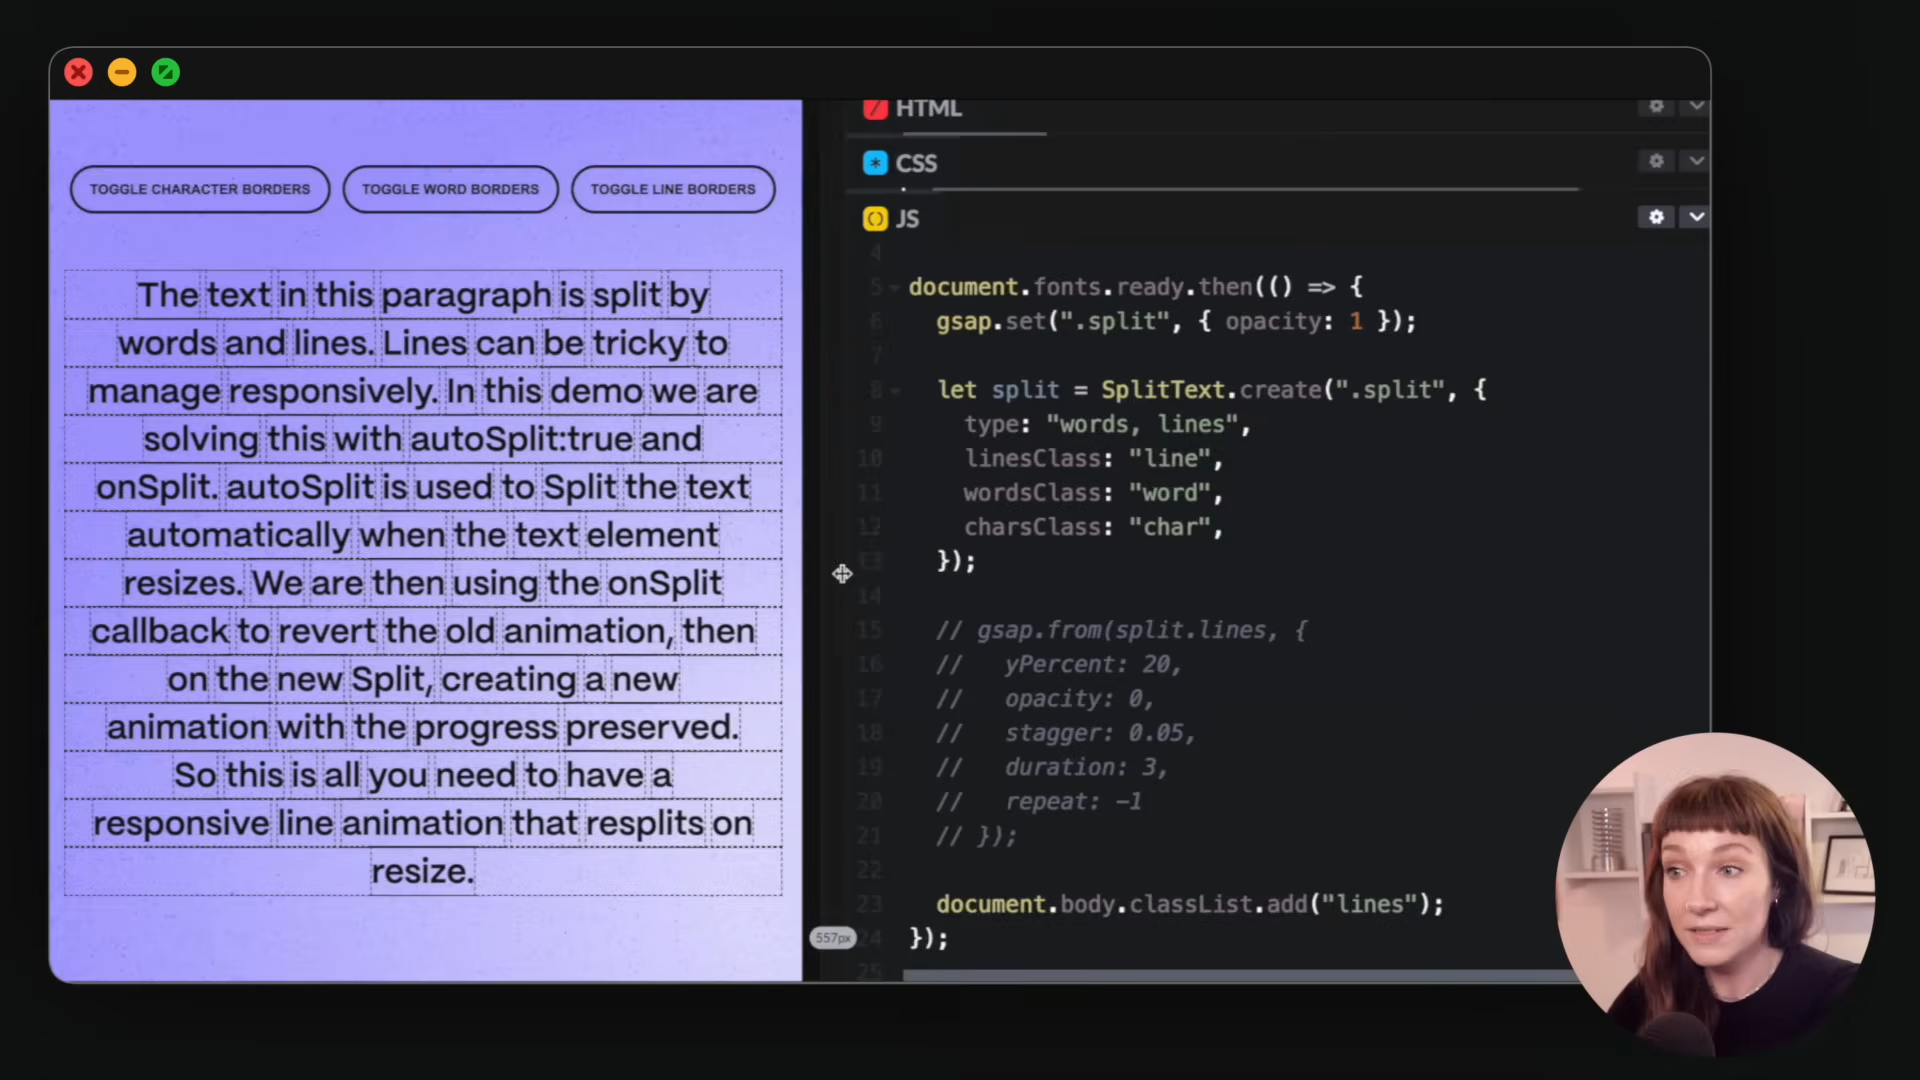 HTML
CSS
JS
TOGGLE CHARACTER BORDERS
TOGGLE WORD BORDERS
TOGGLE LINE BORDERS
The text in this paragraph is split by
words and lines. Lines can be tricky to
manage responsively. In this demo we are
solving this with autoSplit:true and
onSplit. autoSplit is used to Split the text
automatically when the text element
resizes. We are then using the onSplit
callback to revert the old animation, then
on the new Split, creating a new
animation with the progress preserved.
So this is all you need to have a
responsive line animation that resplits on
resize.
557px
4
5 document.fonts.ready.then(() => {
6 gsap.set(".split", { opacity: 1 });
7
8 let split = SplitText.create(".split", {
9 type: "words, lines",
10 linesClass: "line",
11 wordsClass: "word",
12 charsClass: "char",
13 });
14
15 // gsap.from(split.lines, {
16 // yPercent: 20,
17 // opacity: 0,
18 // stagger: 0.05,
19 // duration: 3,
20 // repeat: -1
21 // });
22
23 document.body.classList.add("lines");
24 });
25